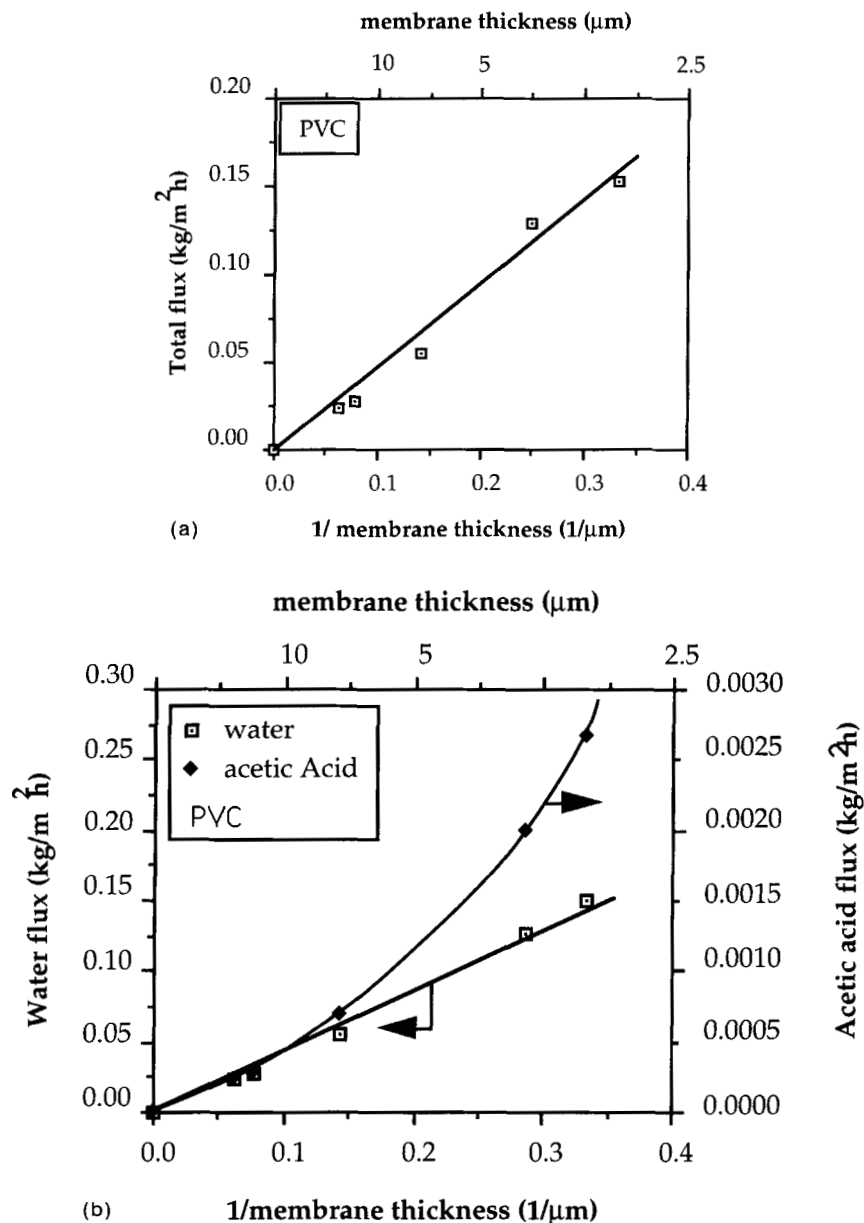 membrane thickness (μm)
10 5 2.5
0.20
PVC
0.15
0.10
0.05
0.00
Total flux (kg/m²h)
0.0 0.1 0.2 0.3 0.4
(a) 1/ membrane thickness (1/μm)
membrane thickness (μm)
10 5 2.5
0.30 0.0030
water
acetic Acid
PVC
0.25 0.0025
0.20 0.0020
0.15 0.0015
0.10 0.0010
0.05 0.0005
0.00 0.0000
Water flux (kg/m²h)
Acetic acid flux (kg/m²h)
0.0 0.1 0.2 0.3 0.4
(b) 1/membrane thickness (1/μm)